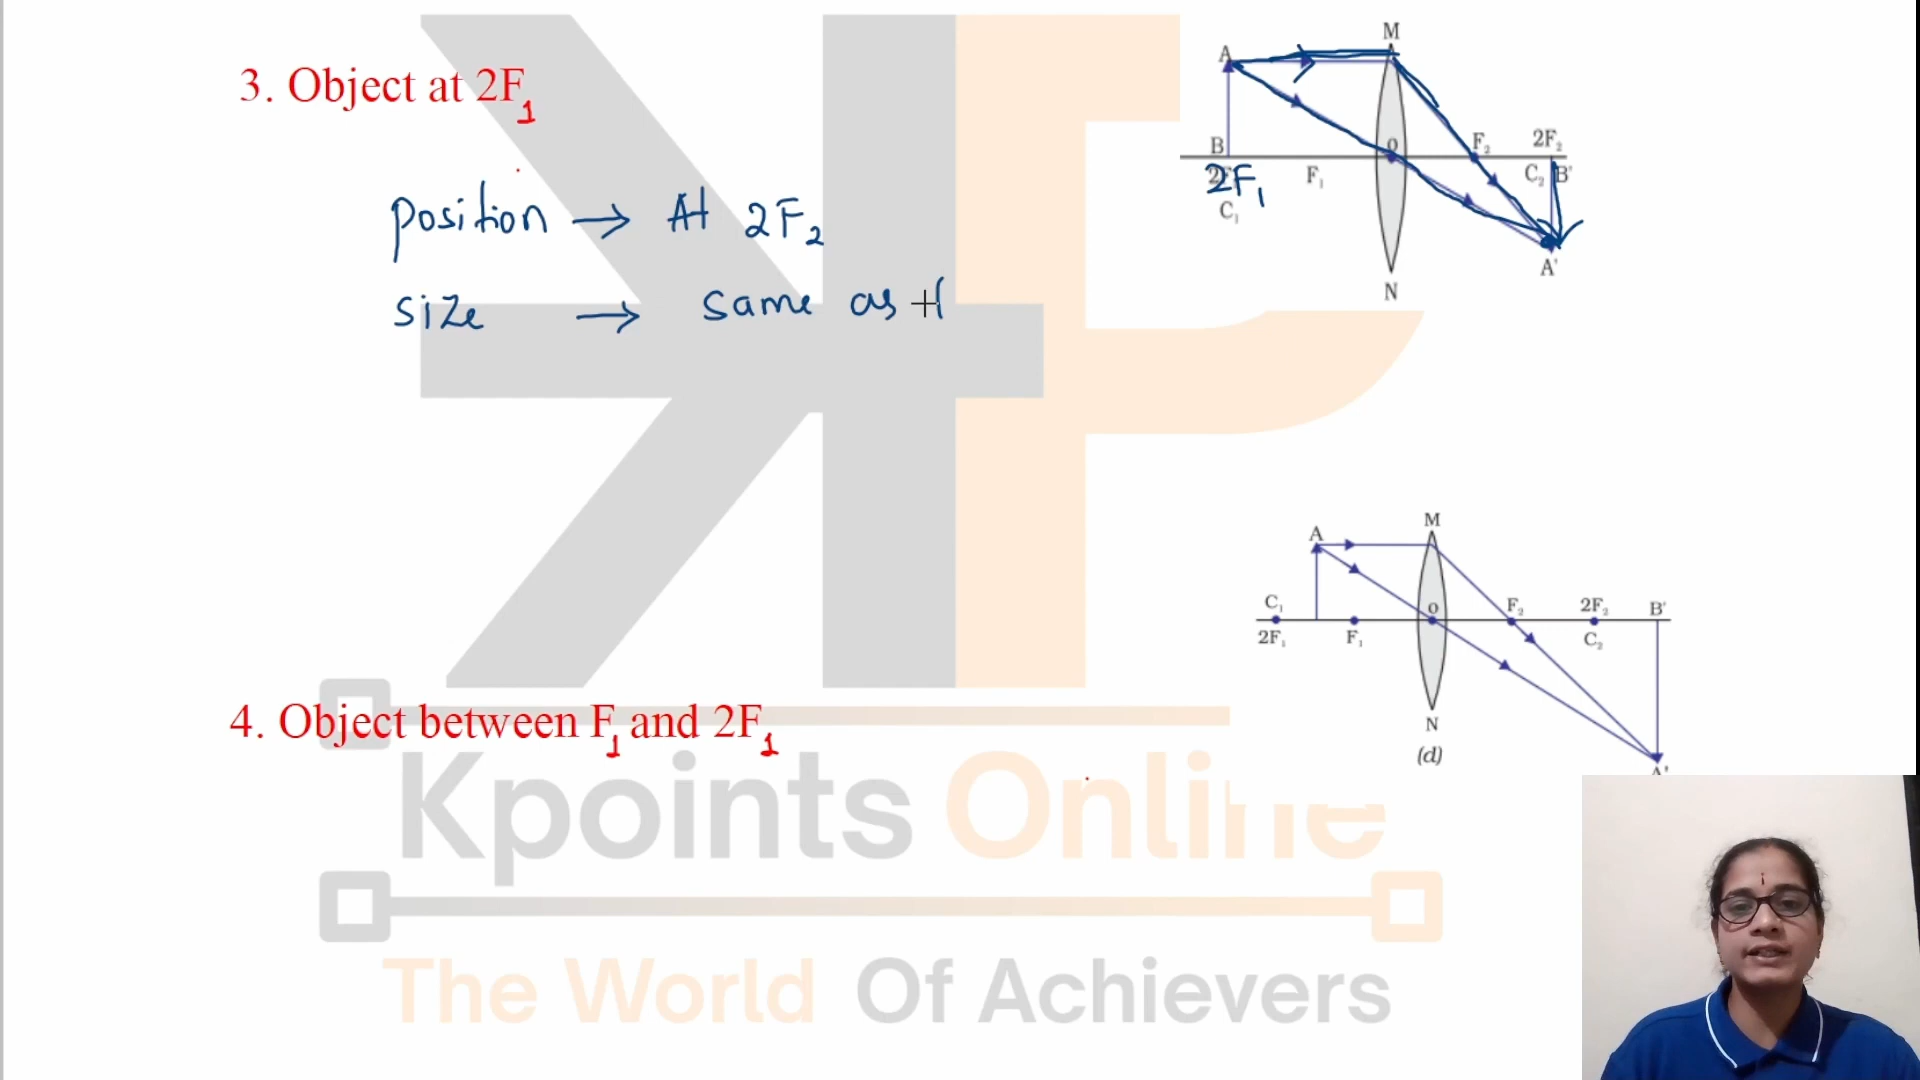 3. Object at 2F₁
Position → At 2F₂
Size → Same as
4. Object between F₁ and 2F₁
M
A
B
2F₁
C₁
F₁
O
F₂
2F₂
C₂
B'
A'
N
M
A
C₁
2F₁
F₁
O
F₂
2F₂
C₂
B'
N
(d)
A'
Kpoints Online
The World Of Achievers